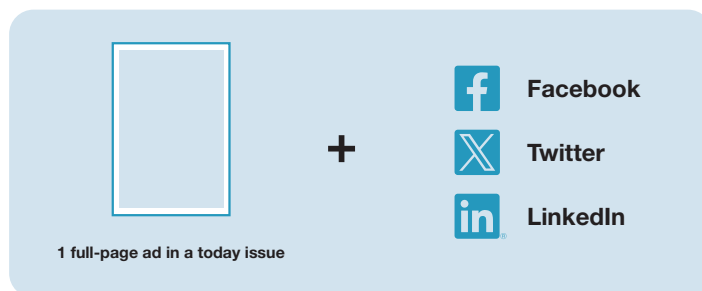 +
Facebook
Twitter
LinkedIn
1 full-page ad in a today issue